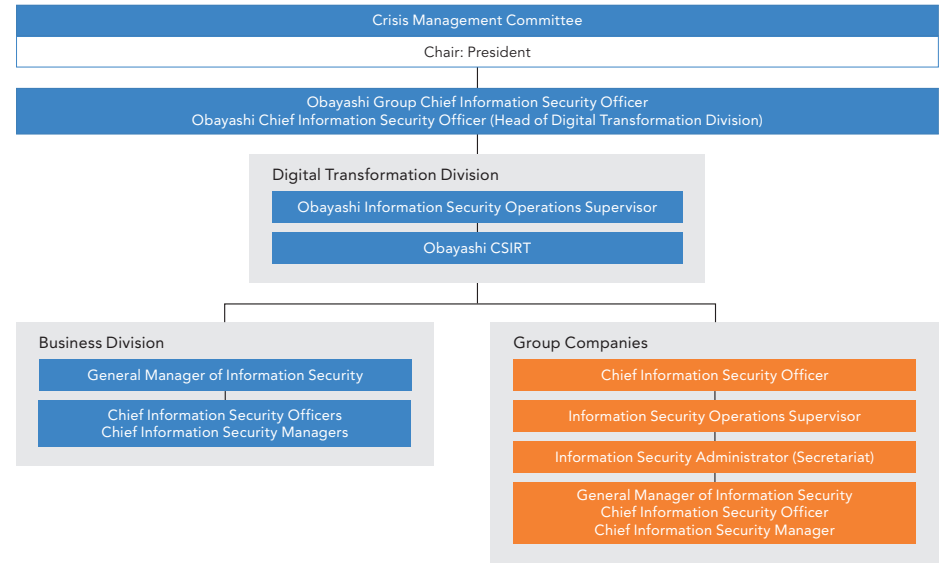 Crisis Management Committee
Chair: President
Obayashi Group Chief Information Security Officer
Obayashi Chief Information Security Officer (Head of Digital Transformation Division)
Digital Transformation Division
Obayashi Information Security Operations Supervisor
Obayashi CSIRT
Business Division
General Manager of Information Security
Chief Information Security Officers
Chief Information Security Managers
Group Companies
Chief Information Security Officer
Information Security Operations Supervisor
Information Security Administrator (Secretariat)
General Manager of Information Security
Chief Information Security Officer
Chief Information Security Manager